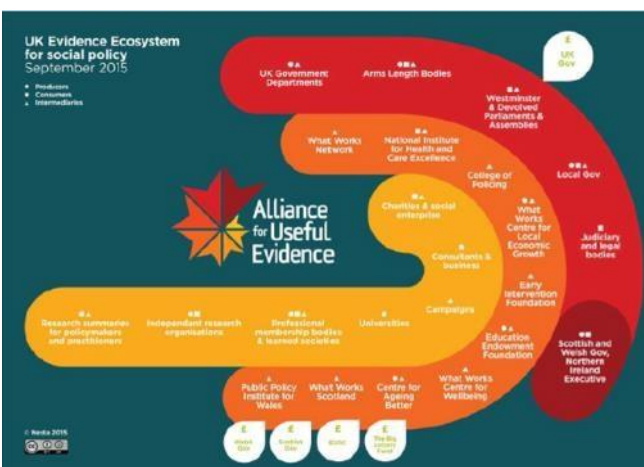 UK Evidence Ecosystem
for social policy
September 2015
Producers
Consumers
Intermediaries
£
UK
Gov
UK Government
Departments
Arms Length Bodies
Westminster
& Devolved
Parliaments &
Assemblies
Local Gov
Judiciary
and legal
bodies
Scottish and
Welsh Gov,
Northern
Ireland
Executive
What Works
Network
National Institute
for Health and
Care Excellence
College of
Policing
What
Works
Centre for
Local
Economic
Growth
Early
Intervention
Foundation
Education
Endowment
Foundation
What Works
Centre for
Wellbeing
Centre for
Ageing
Better
What Works
Scotland
Public Policy
Institute for
Wales
Charities & social
enterprise
Consultants &
business
Campaigns
Universities
Professional
membership bodies
& learned societies
Independant research
organisations
Research summaries
for policymakers
and practitioners
Alliance
for Useful
Evidence
£
Welsh
Gov
£
Scottish
Gov
£
£
The Big
Lottery
Fund
© Nesta 2015